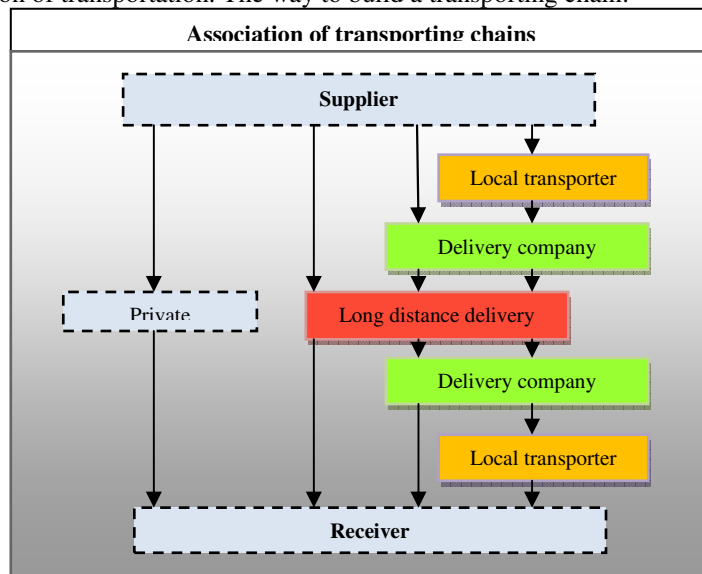 on of transportation. The way to build a transporting chain.
Association of transporting chains
Supplier
Local transporter
Delivery company
Private
Long distance delivery
Delivery company
Local transporter
Receiver